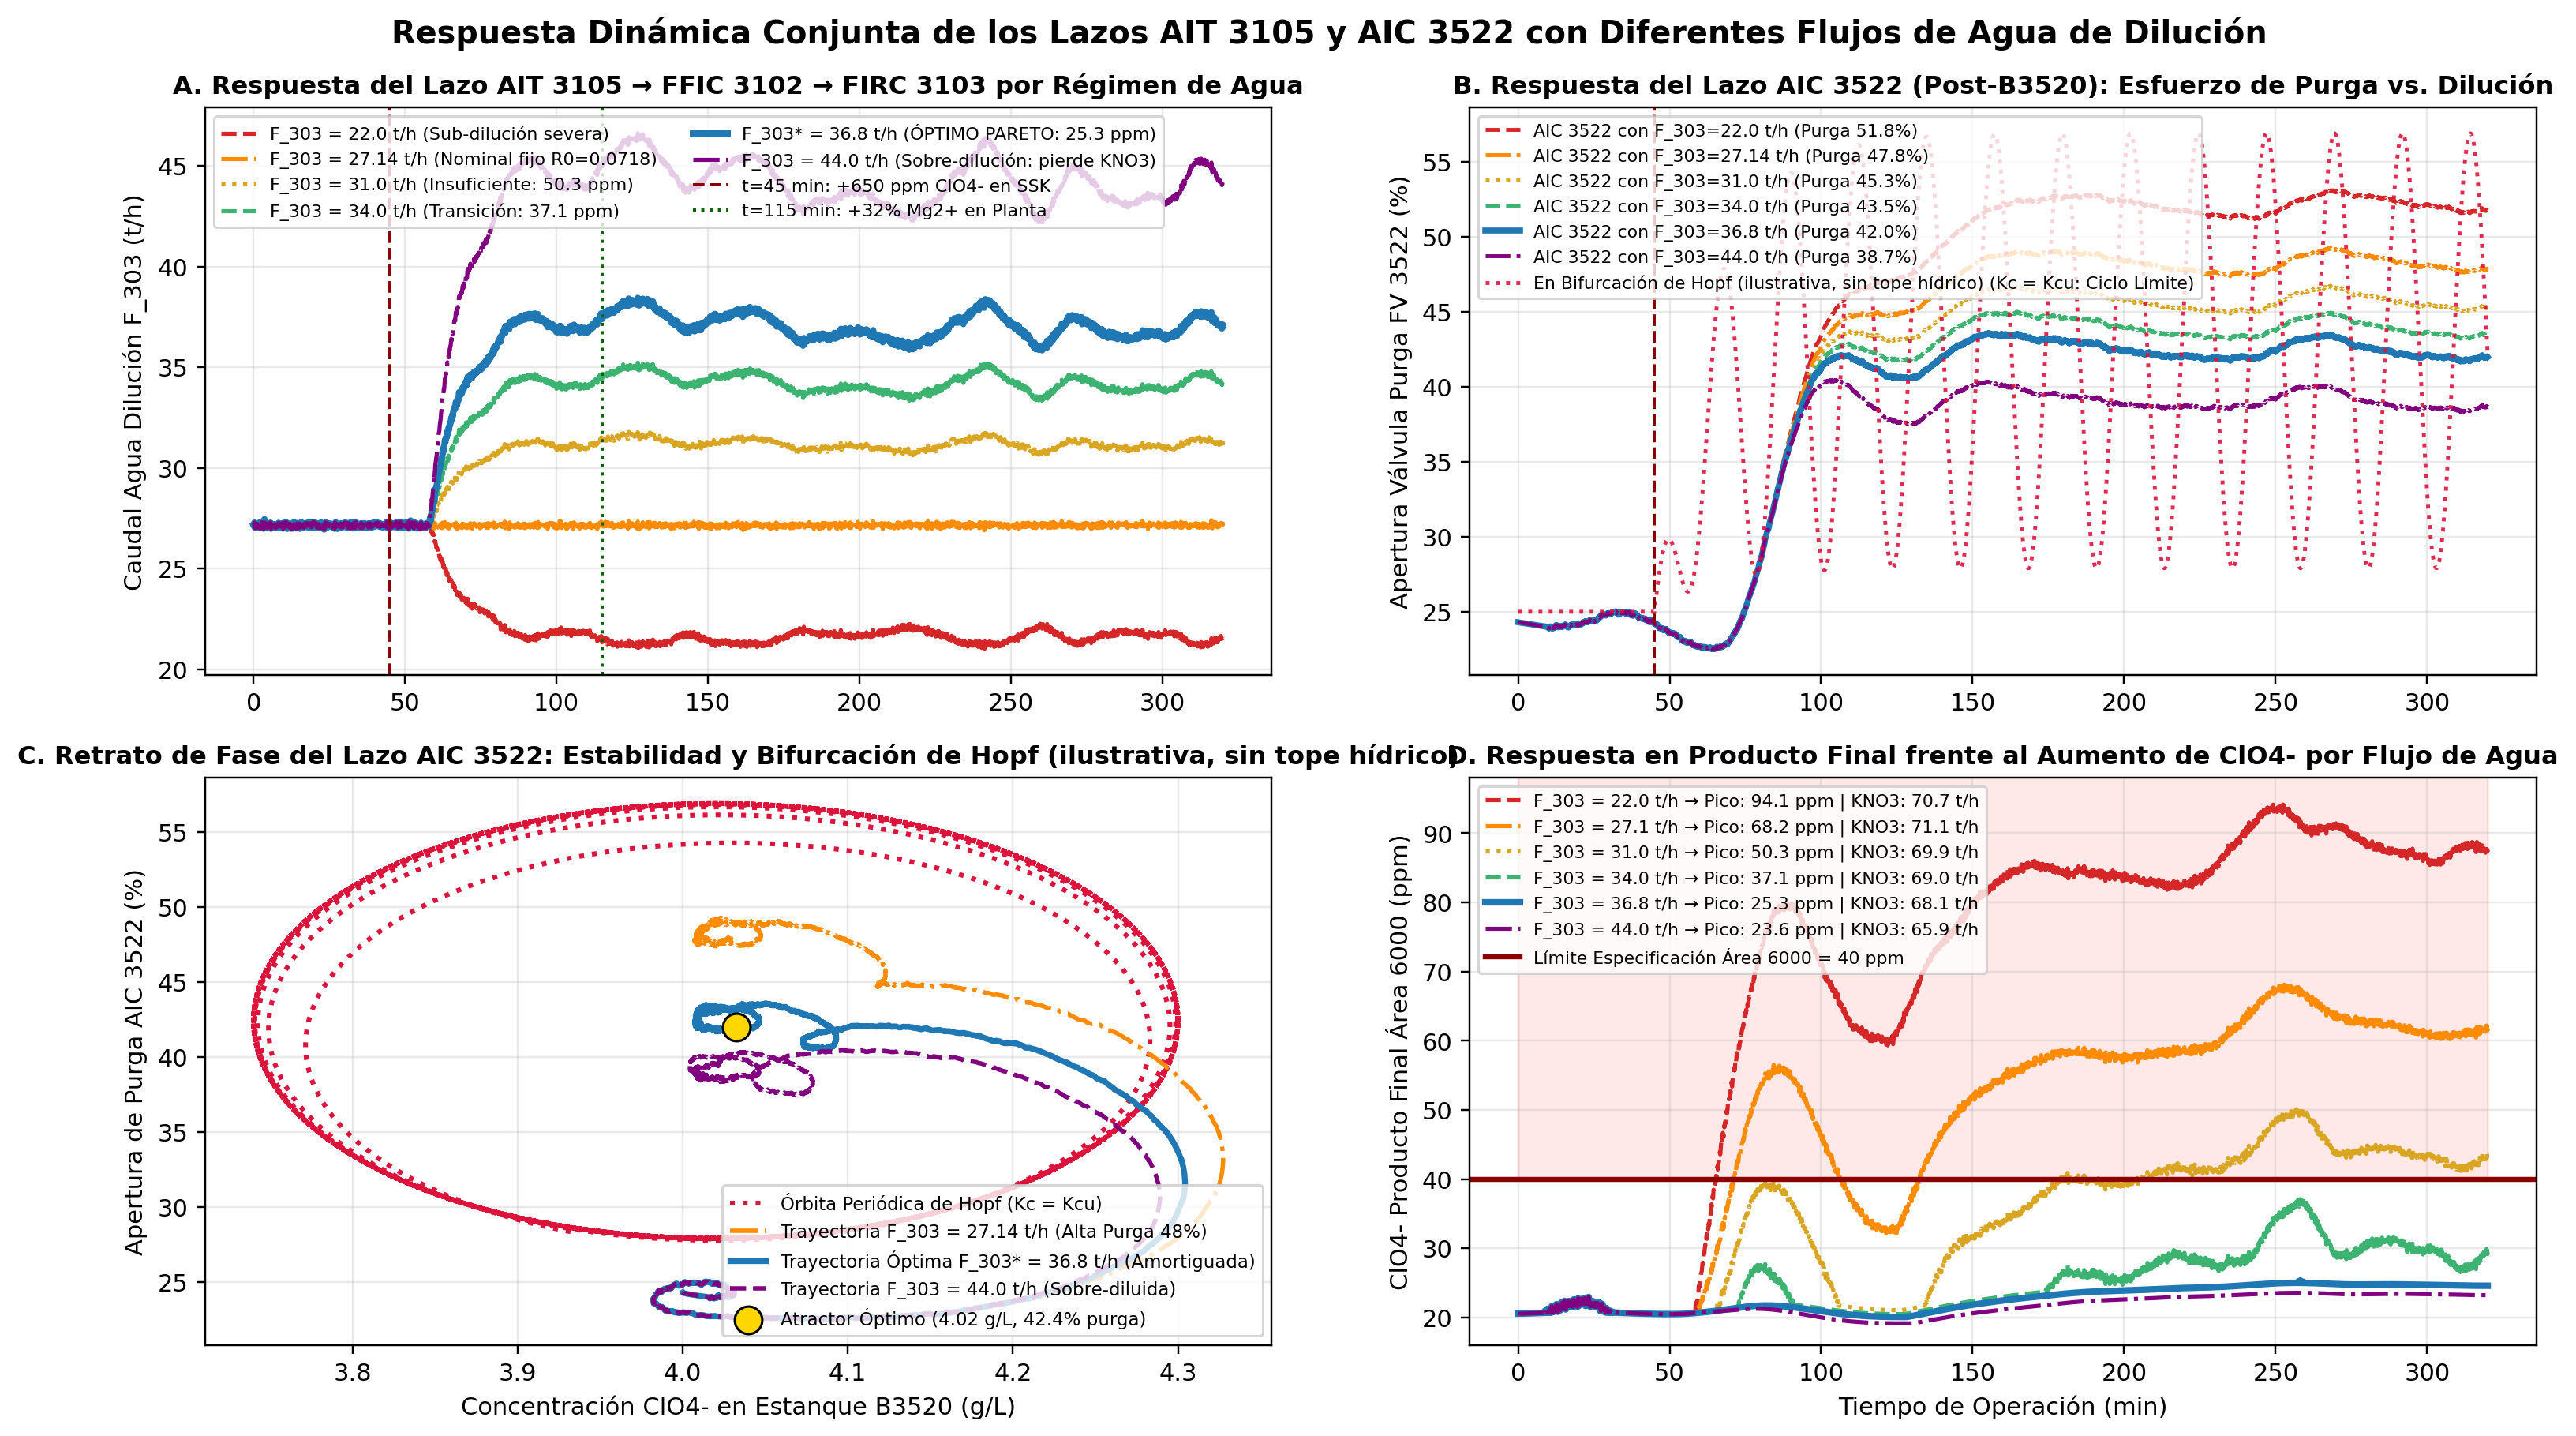 Respuesta Dinámica Conjunta de los Lazos AIT 3105 y AIC 3522 con Diferentes Flujos de Agua de Dilución
A. Respuesta del Lazo AIT 3105 → FFIC 3102 → FIRC 3103 por Régimen de Agua
Caudal Agua Dilución F_303 (t/h)
45
40
35
30
25
20
F_303 = 22.0 t/h (Sub-dilución severa)
F_303 = 27.14 t/h (Nominal fijo R0=0.0718)
F_303 = 31.0 t/h (Insuficiente: 50.3 ppm)
F_303 = 34.0 t/h (Transición: 37.1 ppm)
F_303* = 36.8 t/h (ÓPTIMO PARETO: 25.3 ppm)
F_303 = 44.0 t/h (Sobre-dilución: pierde KNO3)
t=45 min: +650 ppm ClO4- en SSK
t=115 min: +32% Mg2+ en Planta
0 50 100 150 200 250 300
B. Respuesta del Lazo AIC 3522 (Post-B3520): Esfuerzo de Purga vs. Dilución
Apertura Válvula Purga FV 3522 (%)
55
50
45
40
35
30
25
AIC 3522 con F_303=22.0 t/h (Purga 51.8%)
AIC 3522 con F_303=27.14 t/h (Purga 47.8%)
AIC 3522 con F_303=31.0 t/h (Purga 45.3%)
AIC 3522 con F_303=34.0 t/h (Purga 43.5%)
AIC 3522 con F_303=36.8 t/h (Purga 42.0%)
AIC 3522 con F_303=44.0 t/h (Purga 38.7%)
En Bifurcación de Hopf (ilustrativa, sin tope hídrico) (Kc = Kcu: Ciclo Límite)
0 50 100 150 200 250 300
C. Retrato de Fase del Lazo AIC 3522: Estabilidad y Bifurcación de Hopf (ilustrativa, sin tope hídrico)
Apertura de Purga AIC 3522 (%)
55
50
45
40
35
30
25
Órbita Periódica de Hopf (Kc = Kcu)
Trayectoria F_303 = 27.14 t/h (Alta Purga 48%)
Trayectoria Óptima F_303* = 36.8 t/h (Amortiguada)
Trayectoria F_303 = 44.0 t/h (Sobre-diluida)
Atractor Óptimo (4.02 g/L, 42.4% purga)
3.8 3.9 4.0 4.1 4.2 4.3
Concentración ClO4- en Estanque B3520 (g/L)
D. Respuesta en Producto Final frente al Aumento de ClO4- por Flujo de Agua
ClO4- Producto Final Área 6000 (ppm)
90
80
70
60
50
40
30
20
F_303 = 22.0 t/h → Pico: 94.1 ppm | KNO3: 70.7 t/h
F_303 = 27.1 t/h → Pico: 68.2 ppm | KNO3: 71.1 t/h
F_303 = 31.0 t/h → Pico: 50.3 ppm | KNO3: 69.9 t/h
F_303 = 34.0 t/h → Pico: 37.1 ppm | KNO3: 69.0 t/h
F_303 = 36.8 t/h → Pico: 25.3 ppm | KNO3: 68.1 t/h
F_303 = 44.0 t/h → Pico: 23.6 ppm | KNO3: 65.9 t/h
Límite Especificación Área 6000 = 40 ppm
0 50 100 150 200 250 300
Tiempo de Operación (min)